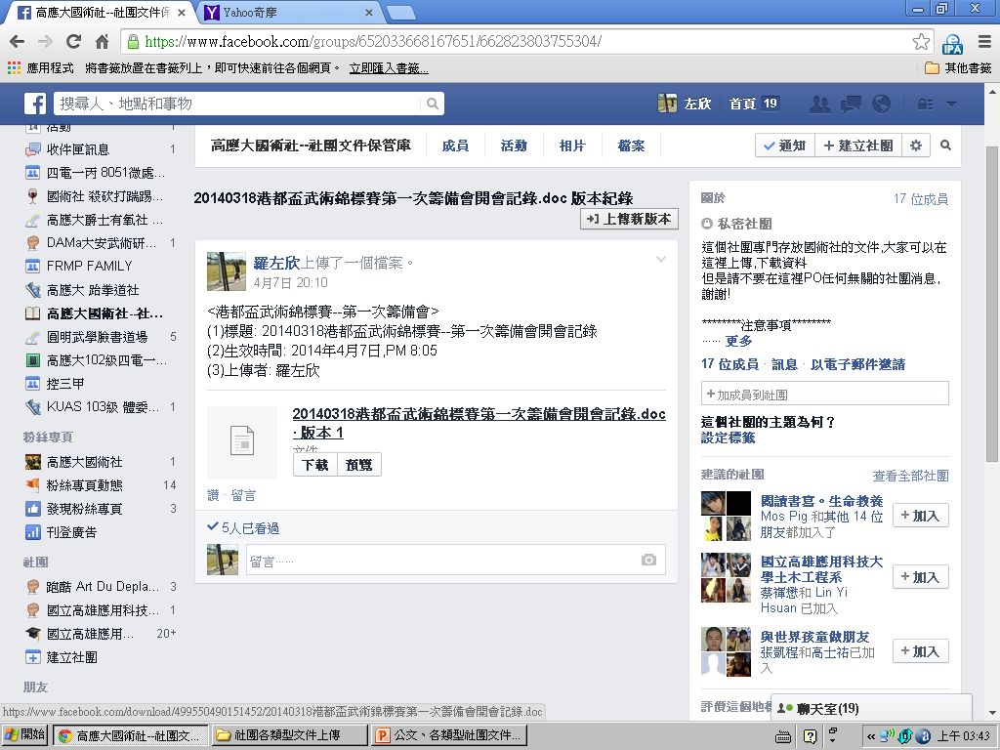 高應大國術社--社團文件保
Yahoo奇摩
https://www.facebook.com/groups/652033668167651/662823803755304/
應用程式 將書籤放置在書籤列上，即可快速前往各個網頁。 立即匯入書籤...
其他書籤
搜尋人、地點和事物
左欣 首頁 19
活動 1
收件匣訊息 1
四電一丙 8051微處...
國術社 殺砍打踹踢...
高應大爵士有氧社 ...
DAMa大安武術研... 1
FRMP FAMILY
高應大 跆拳道社
高應大國術社--社...
圓明武學臉書道場 5
高應大102級四電一...
控三甲
KUAS 103級 體委... 1
粉絲專頁
高應大國術社 1
粉絲專頁動態 14
發現粉絲專頁 3
刊登廣告
社團
跑酷 Art Du Depla... 3
國立高雄應用科技... 1
國立高雄應用... 20+
建立社團
朋友
高應大國術社--社團文件保管庫 成員 活動 相片 檔案
通知 + 建立社團
20140318港都盃武術錦標賽第一次籌備會開會記錄.doc 版本紀錄
上傳新版本
羅左欣上傳了一個檔案。
4月7日 20:10
<港都盃武術錦標賽--第一次籌備會>
(1)標題: 20140318港都盃武術錦標賽--第一次籌備會開會記錄
(2)生效時間: 2014年4月7日,PM 8:05
(3)上傳者: 羅左欣
20140318港都盃武術錦標賽第一次籌備會開會記錄.doc
· 版本 1
文件
下載 預覽
讚 · 留言
5人已看過
留言······
關於 17 位成員
私密社團
這個社團專門存放國術社的文件,大家可以在
這裡上傳,下載資料
但是請不要在這裡PO任何無關的社團消息,
謝謝!
********注意事項********
······ 更多
17 位成員 · 訊息 · 以電子郵件邀請
+加成員到社團
這個社團的主題為何？
設定標籤
建議的社團 查看全部社團
閱讀書寫。生命教養
Mos Pig 和其他 14 位
朋友都加入了
+ 加入
國立高雄應用科技大
學土木工程系
蔡褌懋和 Lin Yi
Hsuan 已加入
+ 加入
與世界孩童做朋友
張凱程和高士祐已加
入
+ 加入
聊天室(19)
https://www.facebook.com/download/499550490151452/20140318港都盃武術錦標賽第一次籌備會開會記錄.doc
開始 高應大國術社--社團文... 社團各類型文件上傳 公文、各類型社團文件... 上午 03:43